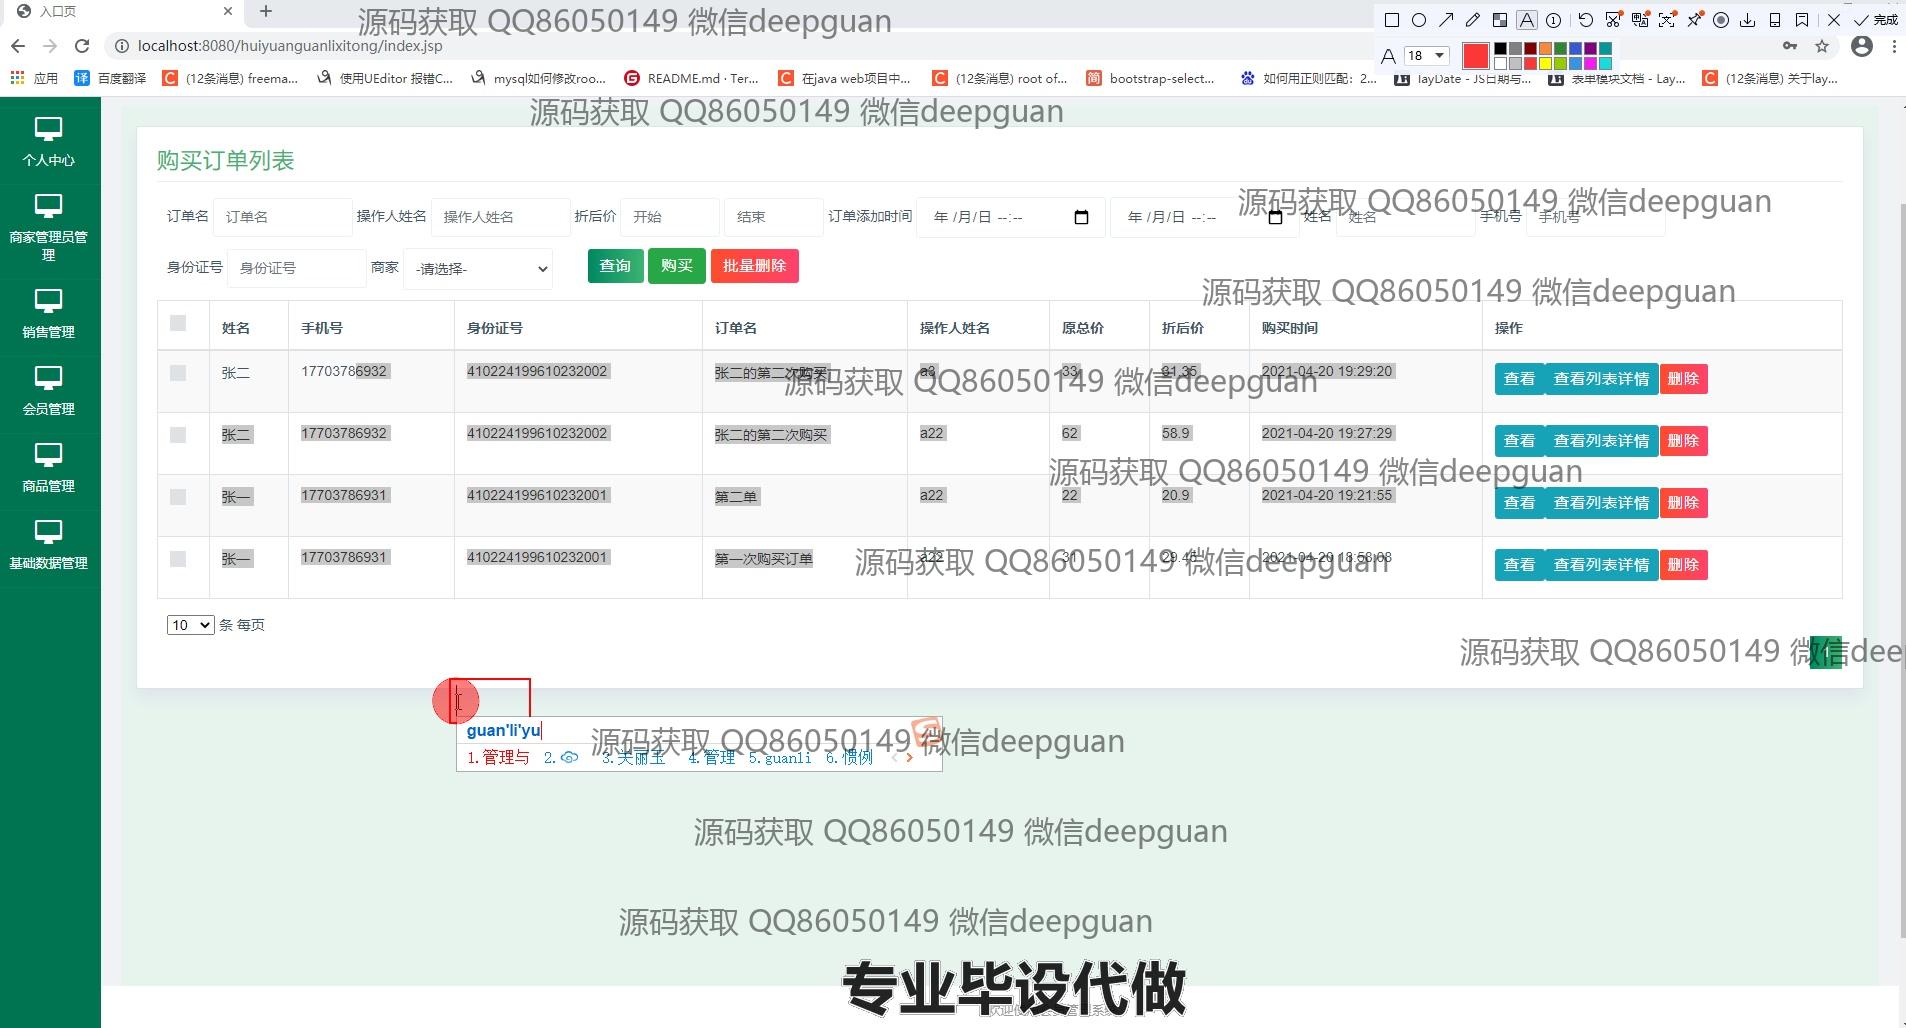 入口页
源码获取 QQ86050149 微信deepguan
完成
localhost:8080/huiyuanguanlixitong/index.jsp
18
应用
百度翻译
(12条消息) freema...
使用UEditor 报错C...
mysql如何修改roo...
README.md · Ter...
在java web项目中...
(12条消息) root of...
bootstrap-select...
如何用正则匹配：2...
layDate - JS日期与...
表单模块文档 - Lay...
(12条消息) 关于lay...
源码获取 QQ86050149 微信deepguan
个人中心
商家管理员管理
销售管理
会员管理
商品管理
基础数据管理
购买订单列表
源码获取 QQ86050149 微信deepguan
订单名 订单名 操作人姓名 操作人姓名 折后价 开始 结束 订单添加时间 年 /月/日 --:-- 年 /月/日 --:-- 姓名 姓名 手机号 手机号
身份证号 身份证号 商家 -请选择- 查询 购买 批量删除
源码获取 QQ86050149 微信deepguan
姓名 手机号 身份证号 订单名 操作人姓名 原总价 折后价 购买时间 操作
张二 17703786932 410224199610232002 张二的第二次购买 a3 33 31.35 2021-04-20 19:29:20 查看 查看列表详情 删除
源码获取 QQ86050149 微信deepguan
张二 17703786932 410224199610232002 张二的第二次购买 a22 62 58.9 2021-04-20 19:27:29 查看 查看列表详情 删除
源码获取 QQ86050149 微信deepguan
张一 17703786931 410224199610232001 第二单 a22 22 20.9 2021-04-20 19:21:55 查看 查看列表详情 删除
张一 17703786931 410224199610232001 第一次购买订单 a22 31 29.45 2021-04-20 18:58:08 查看 查看列表详情 删除
源码获取 QQ86050149 微信deepguan
10 条 每页
1
源码获取 QQ86050149 微信deep
guan'li'yu
源码获取 QQ86050149 微信deepguan
1.管理与 2. 3.关丽玉 4.管理 5.guanli 6.惯例
源码获取 QQ86050149 微信deepguan
源码获取 QQ86050149 微信deepguan
专业毕设代做